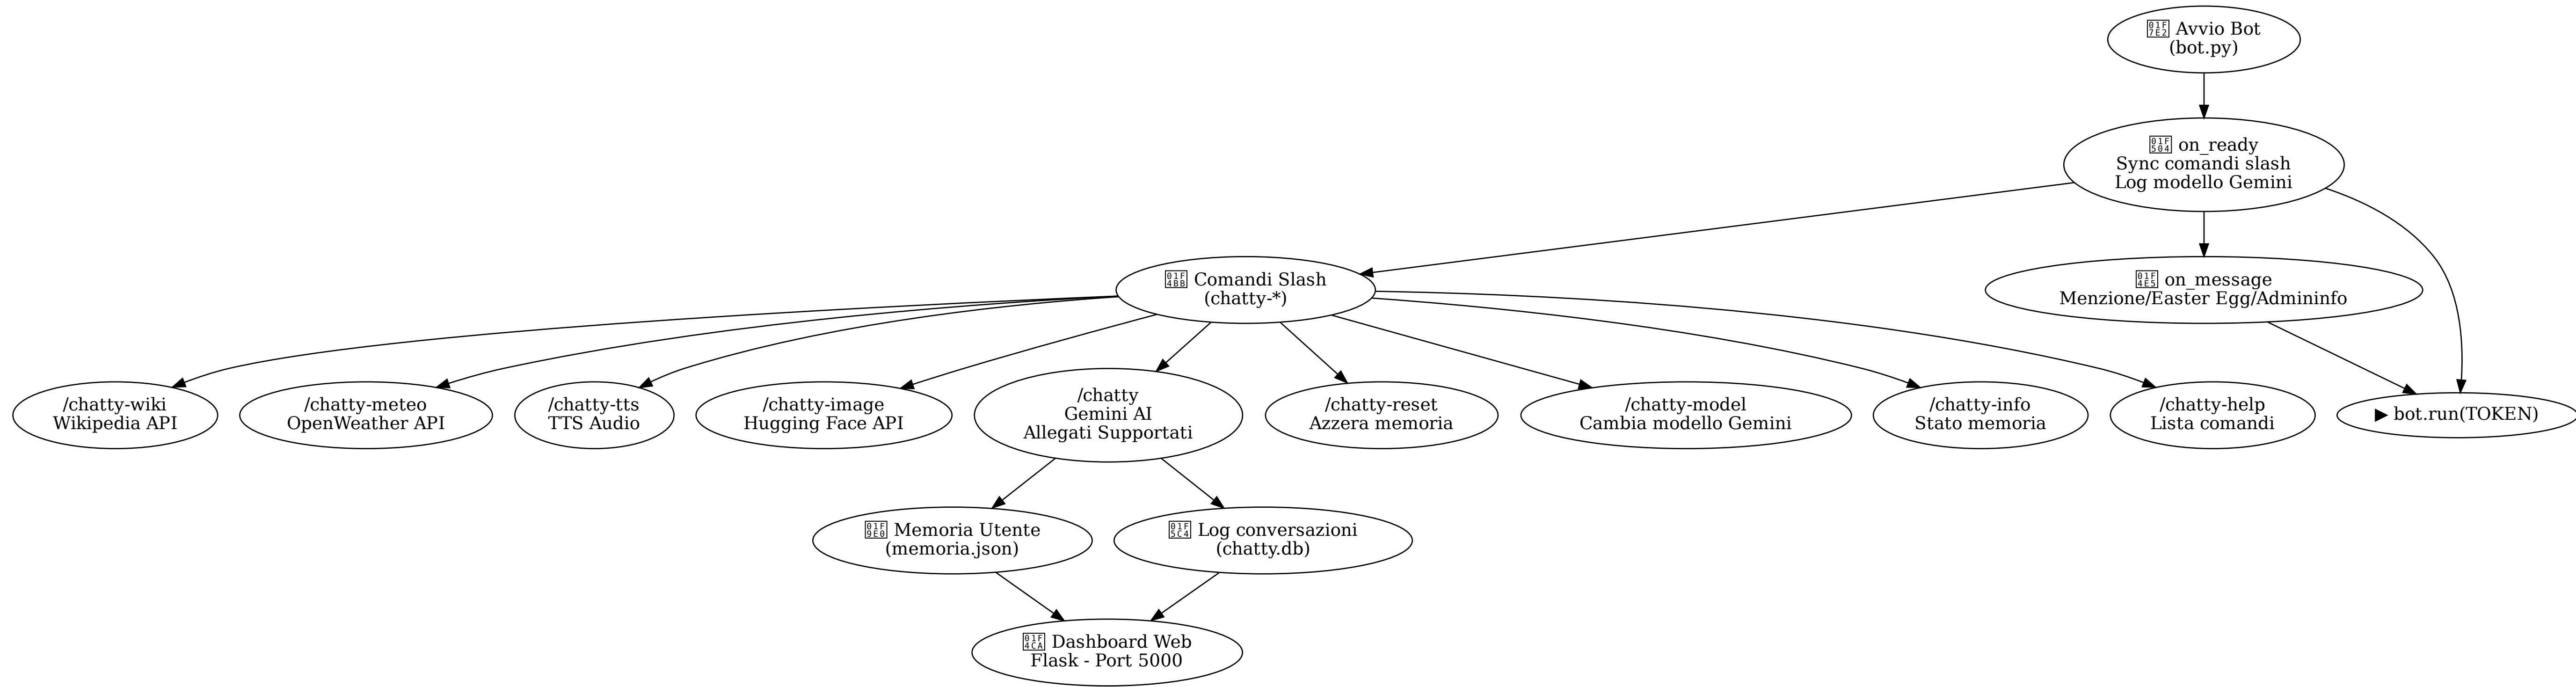 Avvio Bot
(bot.py)
on_ready
Sync comandi slash
Log modello Gemini
Comandi Slash
(chatty-*)
on_message
Menzione/Easter Egg/Admininfo
/chatty-wiki
Wikipedia API
/chatty-meteo
OpenWeather API
/chatty-tts
TTS Audio
/chatty-image
Hugging Face API
/chatty
Gemini AI
Allegati Supportati
/chatty-reset
Azzera memoria
/chatty-model
Cambia modello Gemini
/chatty-info
Stato memoria
/chatty-help
Lista comandi
▶ bot.run(TOKEN)
Memoria Utente
(memoria.json)
Log conversazioni
(chatty.db)
Dashboard Web
Flask - Port 5000